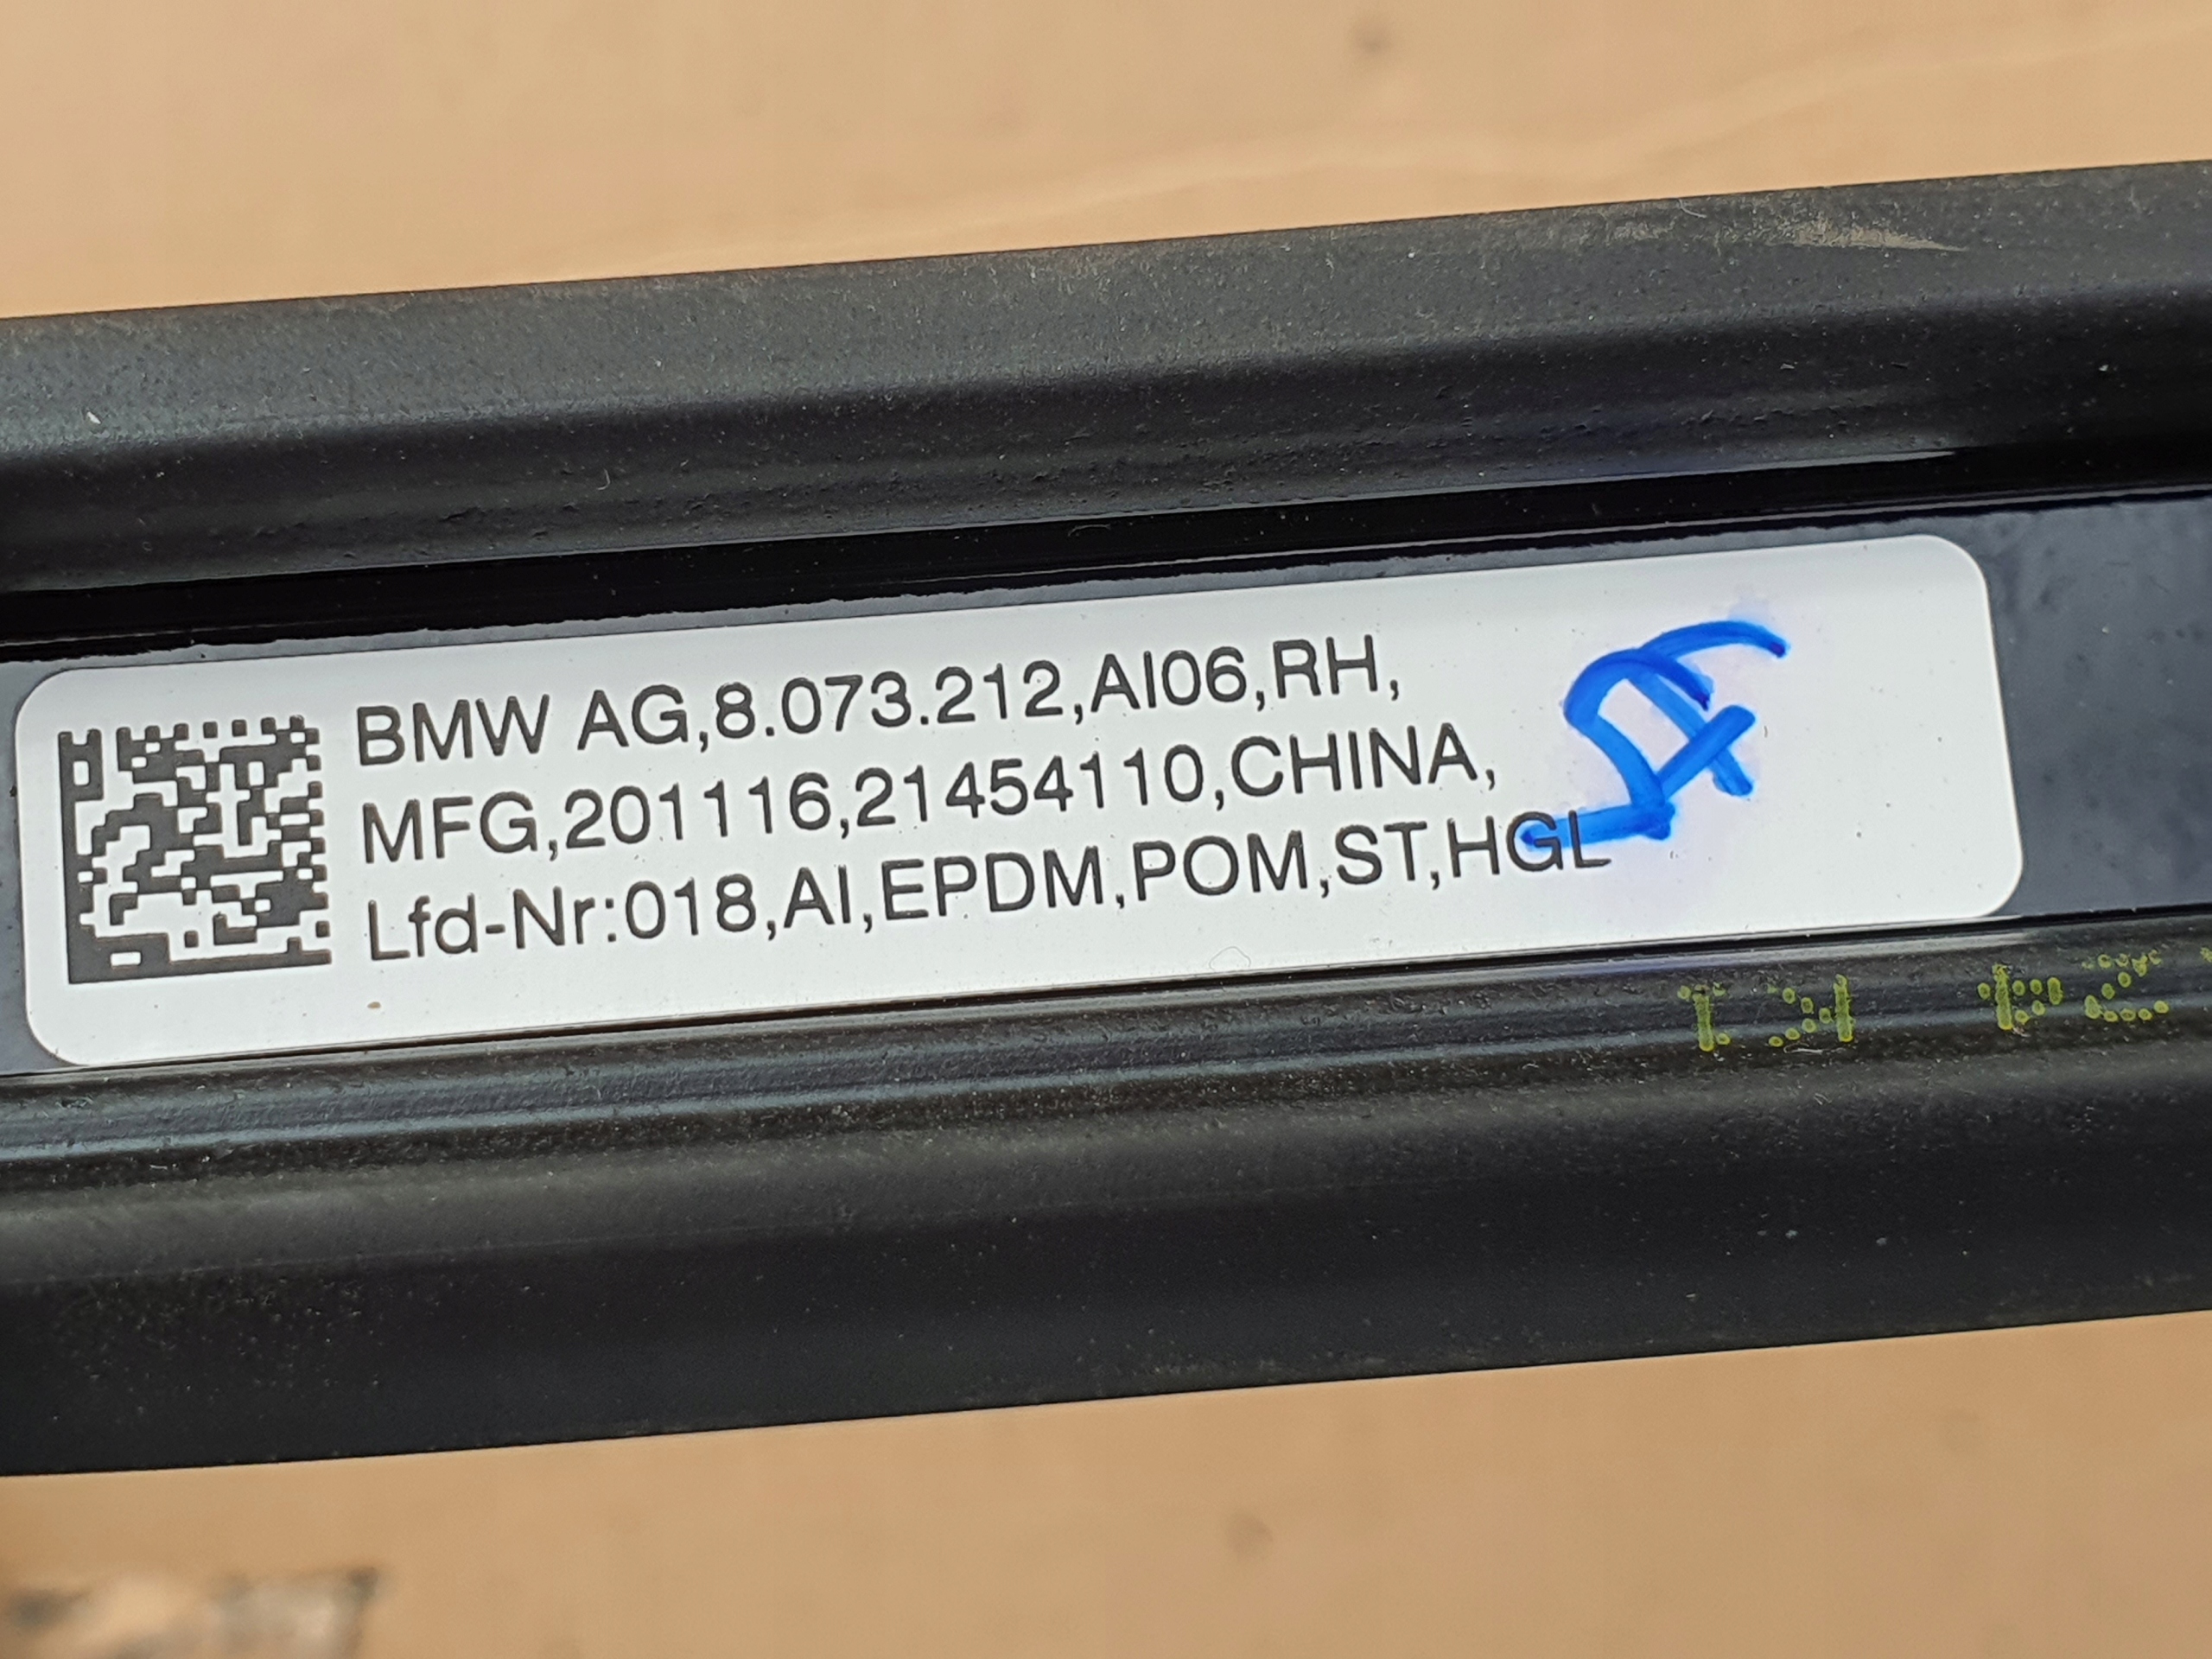 BMW AG,8.073.212,AI06,RH,
MFG,201116,21454110,CHINA,
Lfd-Nr:018,AI,EPDM,POM,ST,HGL